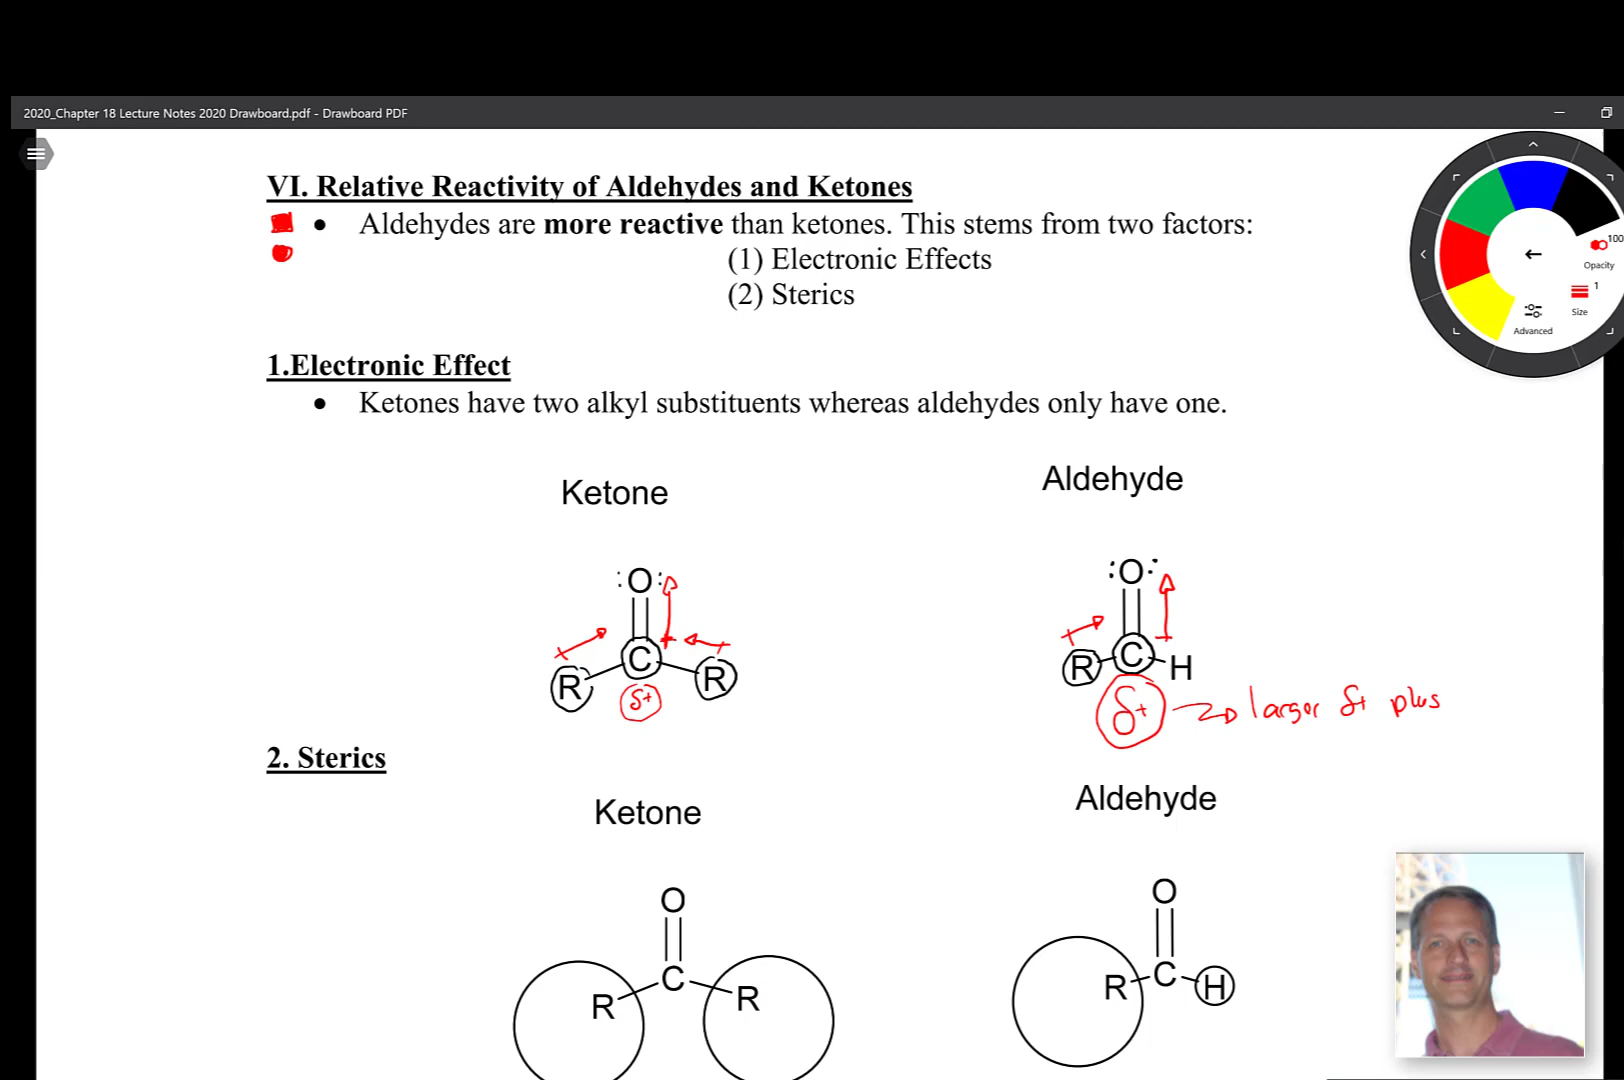 2020_Chapter 18 Lecture Notes 2020 Drawboard.pdf - Drawboard PDF
VI. Relative Reactivity of Aldehydes and Ketones
• Aldehydes are more reactive than ketones. This stems from two factors:
(1) Electronic Effects
(2) Sterics
100
Opacity
1
Size
Advanced
1.Electronic Effect
• Ketones have two alkyl substituents whereas aldehydes only have one.
Ketone
Aldehyde
:O:
C
R
R
δ+
:O:
R
C
H
δ+
larger δ+ plus
2. Sterics
Ketone
Aldehyde
O
C
R
R
O
R
C
H